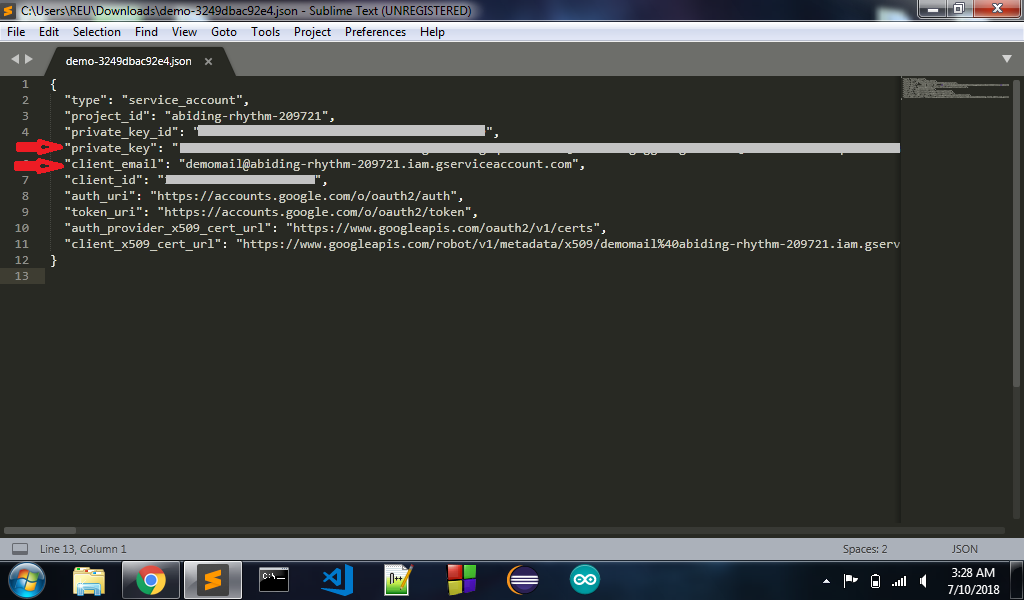 C:\Users\REU\Downloads\demo-3249dbac92e4.json - Sublime Text (UNREGISTERED)
File Edit Selection Find View Goto Tools Project Preferences Help
demo-3249dbac92e4.json
1 {
2 "type": "service_account",
3 "project_id": "abiding-rhythm-209721",
4 "private_key_id": "",
"private_key": "
"client_email": "demomail@abiding-rhythm-209721.iam.gserviceaccount.com",
7 "client_id": "",
8 "auth_uri": "https://accounts.google.com/o/oauth2/auth",
9 "token_uri": "https://accounts.google.com/o/oauth2/token",
10 "auth_provider_x509_cert_url": "https://www.googleapis.com/oauth2/v1/certs",
11 "client_x509_cert_url": "https://www.googleapis.com/robot/v1/metadata/x509/demomail%40abiding-rhythm-209721.iam.gserv
12 }
13
Line 13, Column 1 Spaces: 2 JSON
3:28 AM
7/10/2018